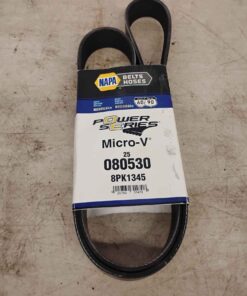 NAPA BELTS
HOSES
POWER
SERIES
Micro-V®
25
080530
8PK1345